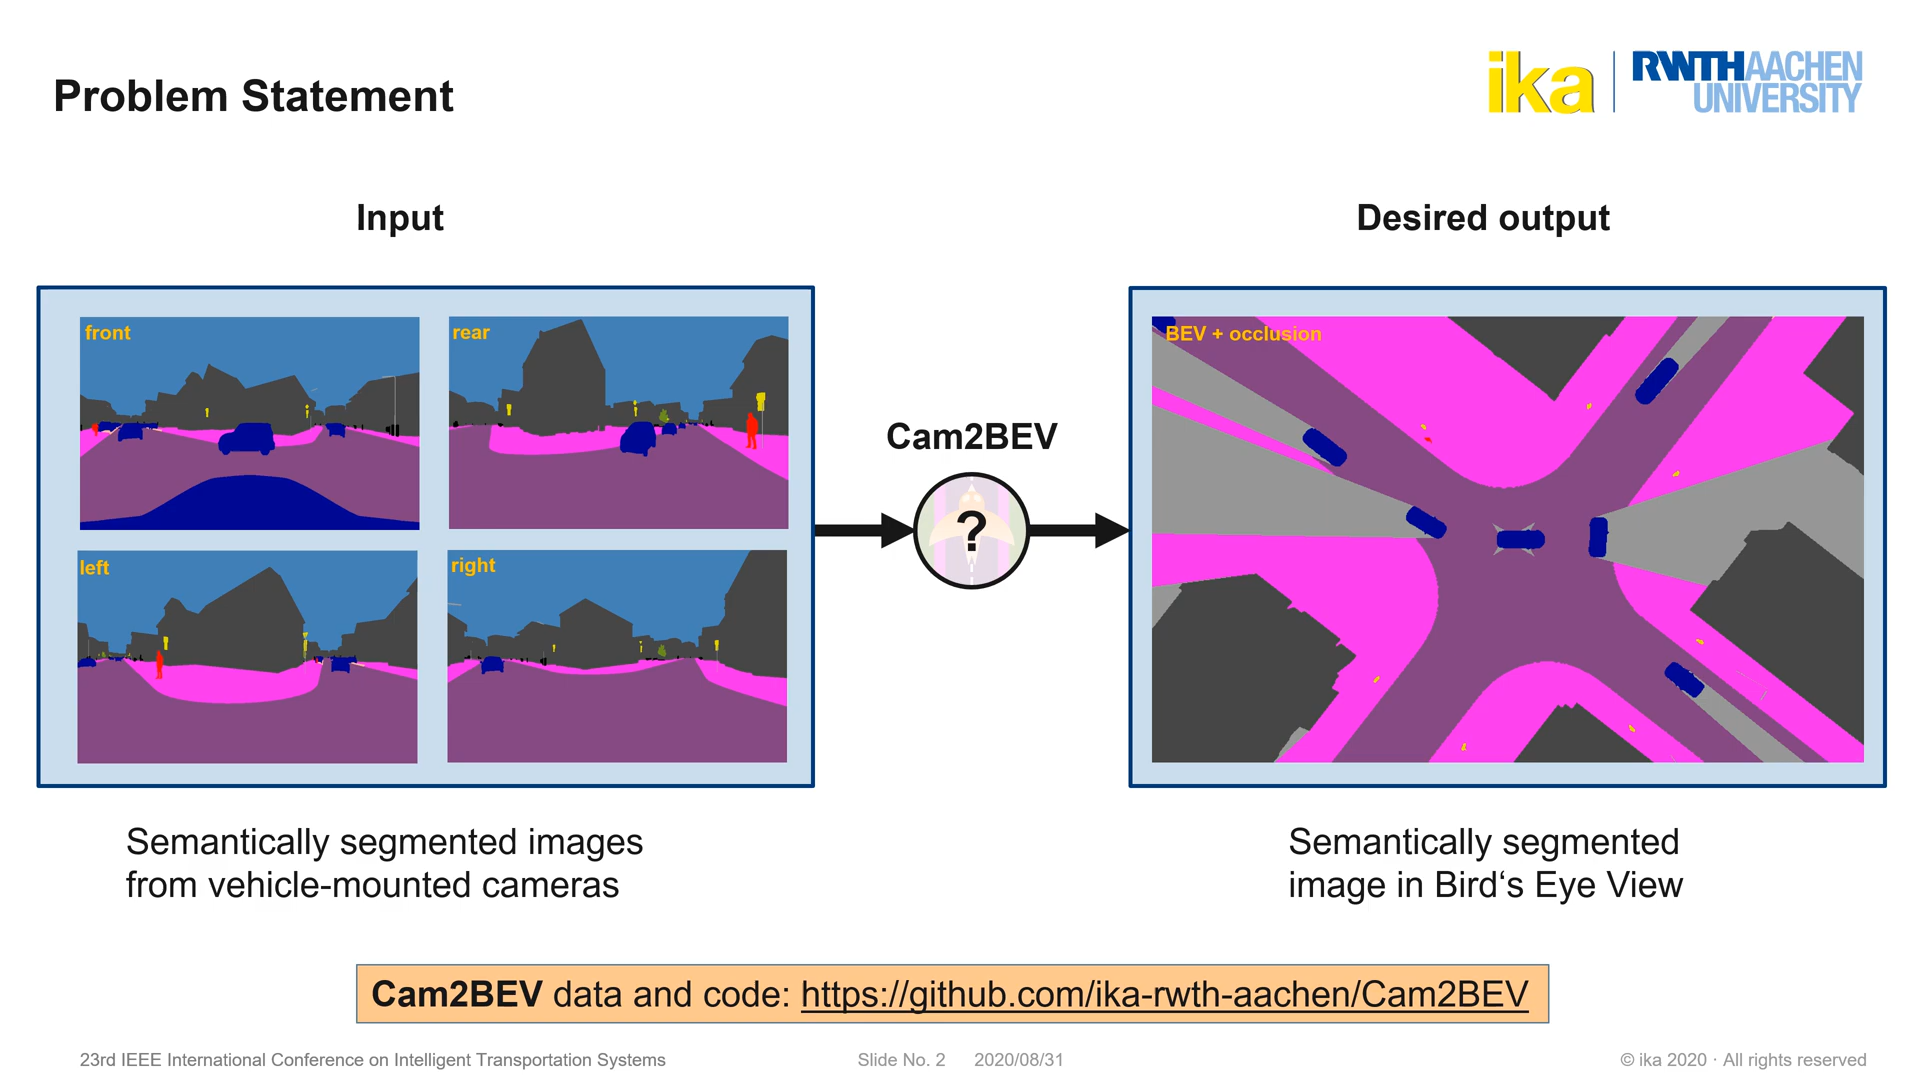 Problem Statement
ika
RWTHAACHEN
UNIVERSITY
Input
Desired output
front
rear
left
right
Cam2BEV
?
BEV + occlusion
Semantically segmented images
from vehicle-mounted cameras
Semantically segmented
image in Bird‘s Eye View
Cam2BEV data and code: https://github.com/ika-rwth-aachen/Cam2BEV
23rd IEEE International Conference on Intelligent Transportation Systems
Slide No. 2
2020/08/31
© ika 2020 · All rights reserved